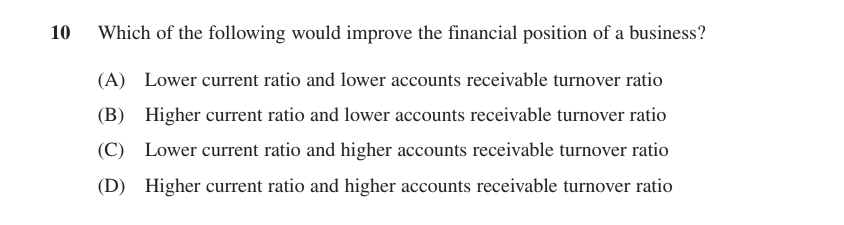 10 Which of the following would improve the financial position of a business?
(A) Lower current ratio and lower accounts receivable turnover ratio
(B) Higher current ratio and lower accounts receivable turnover ratio
(C) Lower current ratio and higher accounts receivable turnover ratio
(D) Higher current ratio and higher accounts receivable turnover ratio